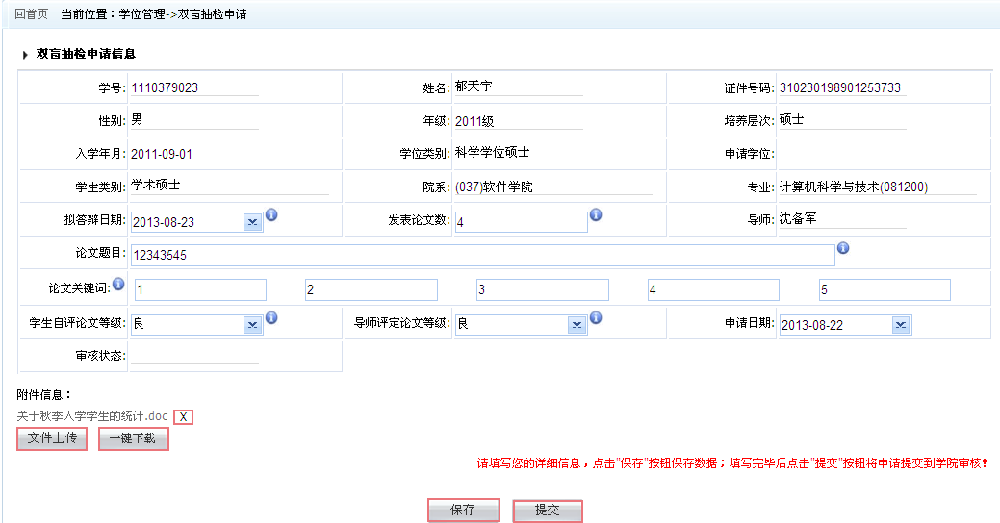 回首页 当前位置：学位管理->双盲抽检申请
双盲抽检申请信息
学号: 1110379023 姓名: 郁天宇 证件号码: 310230198901253733
性别: 男 年级: 2011级 培养层次: 硕士
入学年月: 2011-09-01 学位类别: 科学学位硕士 申请学位:
学生类别: 学术硕士 院系: (037)软件学院 专业: 计算机科学与技术(081200)
拟答辩日期: 2013-08-23 发表论文数: 4 导师: 沈备军
论文题目: 12343545
论文关键词: 1 2 3 4 5
学生自评论文等级: 良 导师评定论文等级: 良 申请日期: 2013-08-22
审核状态:
附件信息：
关于秋季入学学生的统计.doc X
文件上传 一键下载
请填写您的详细信息，点击"保存"按钮保存数据；填写完毕后点击"提交"按钮将申请提交到学院审核！
保存 提交